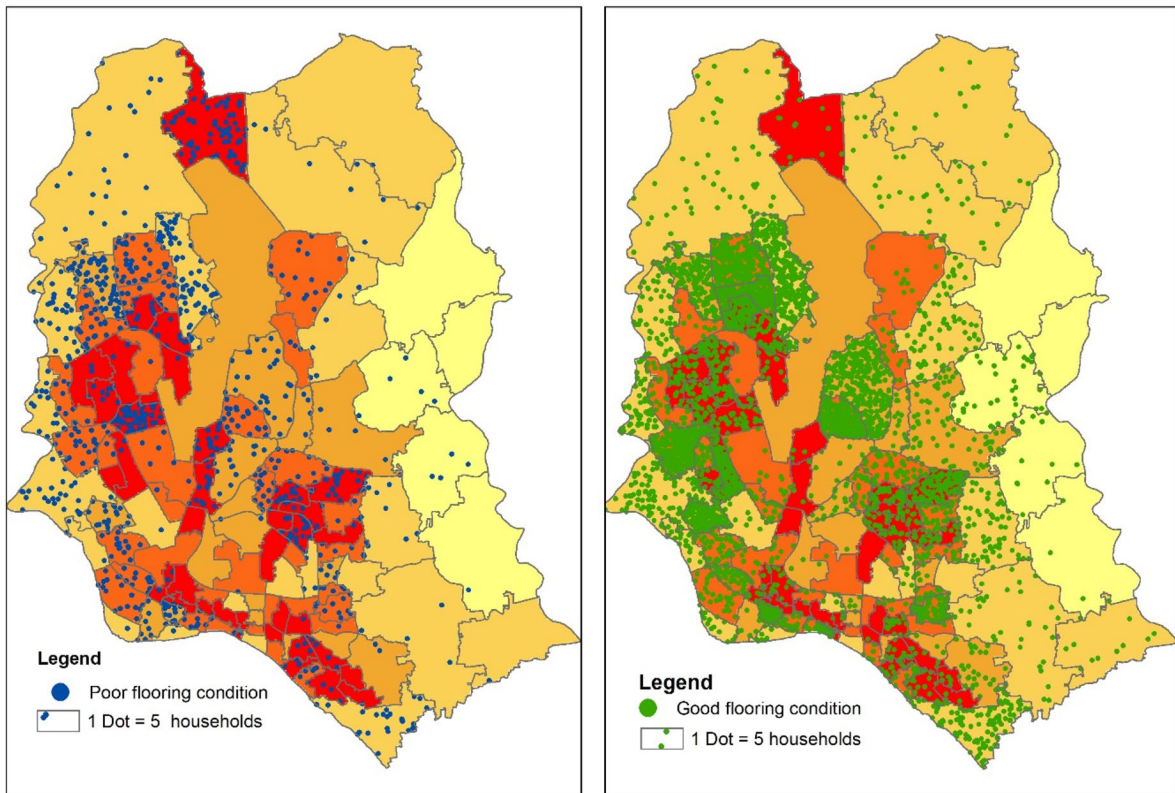 Legend
Poor flooring condition
1 Dot = 5 households
Legend
Good flooring condition
1 Dot = 5 households